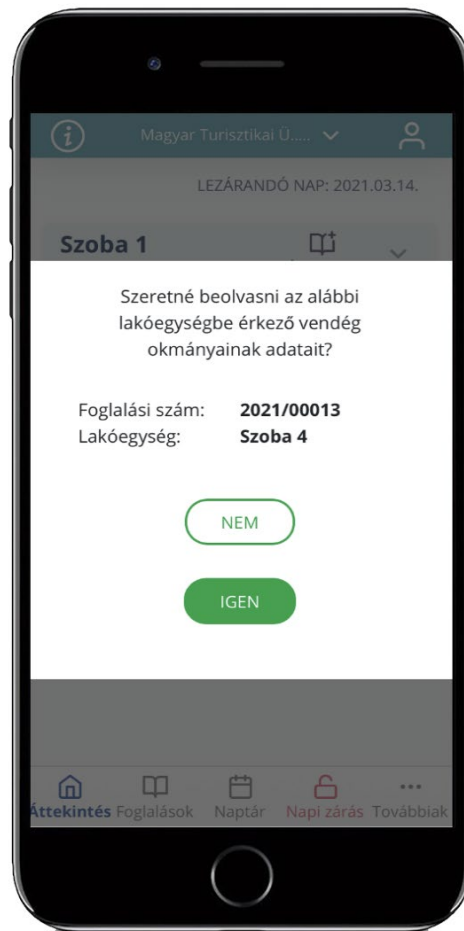 Magyar Turisztikai Ü.....
LEZÁRANDÓ NAP: 2021.03.14.
Szoba 1
Szeretné beolvasni az alábbi
lakóegységbe érkező vendég
okmányainak adatait?
Foglalási szám: 2021/00013
Lakóegység: Szoba 4
NEM
IGEN
Áttekintés Foglalások Naptár Napi zárás Továbbiak